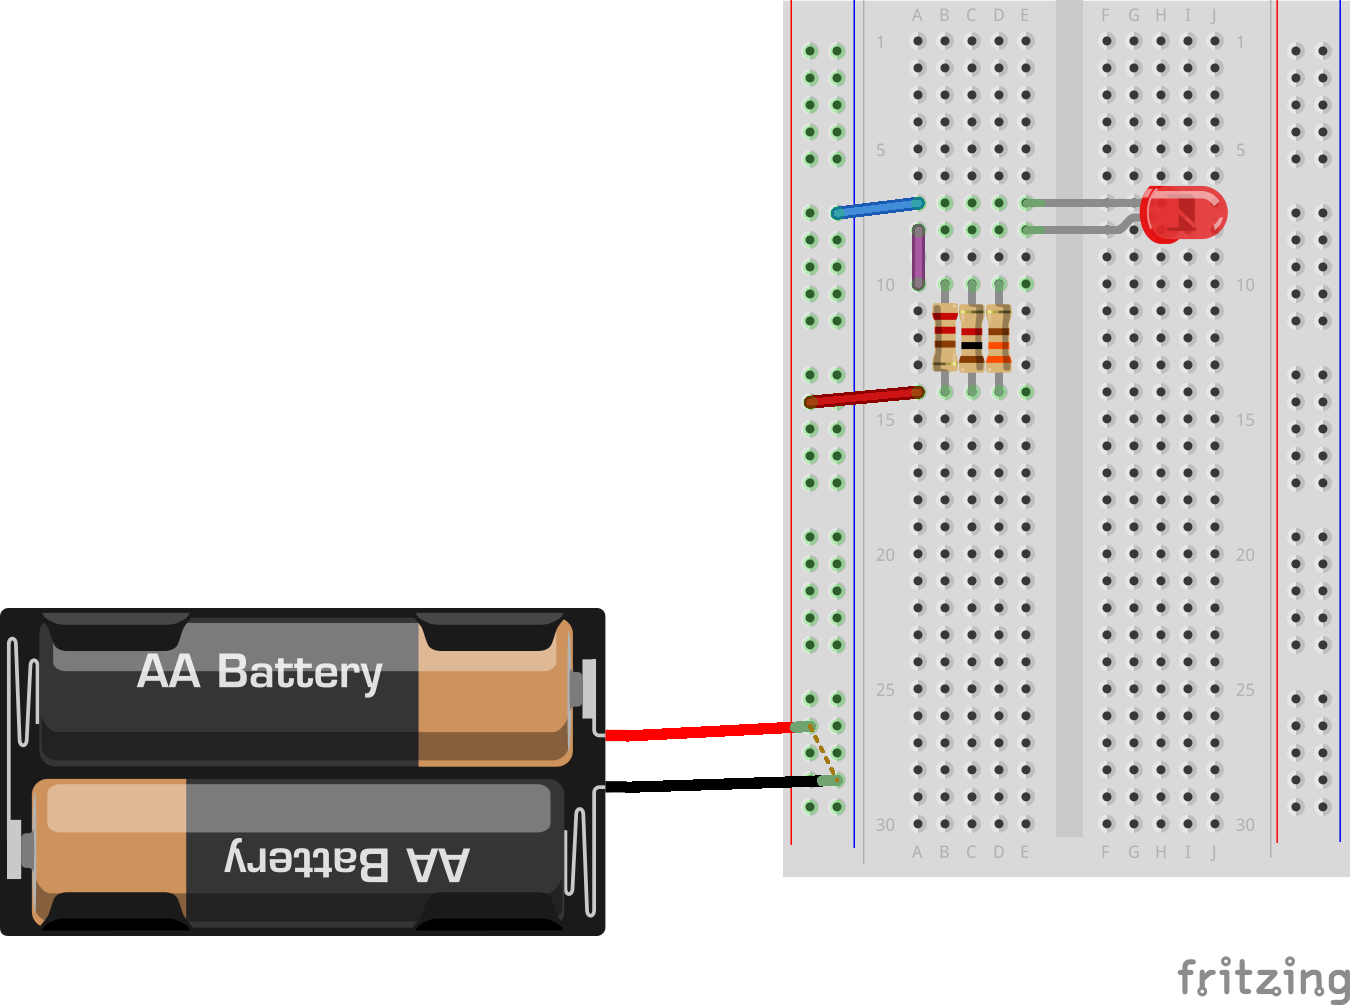 A B C D E F G H I J
1 1
5 5
10 10
15 15
20 20
AA Battery
25 25
AA Battery
30 30
A B C D E F G H I J
fritzing